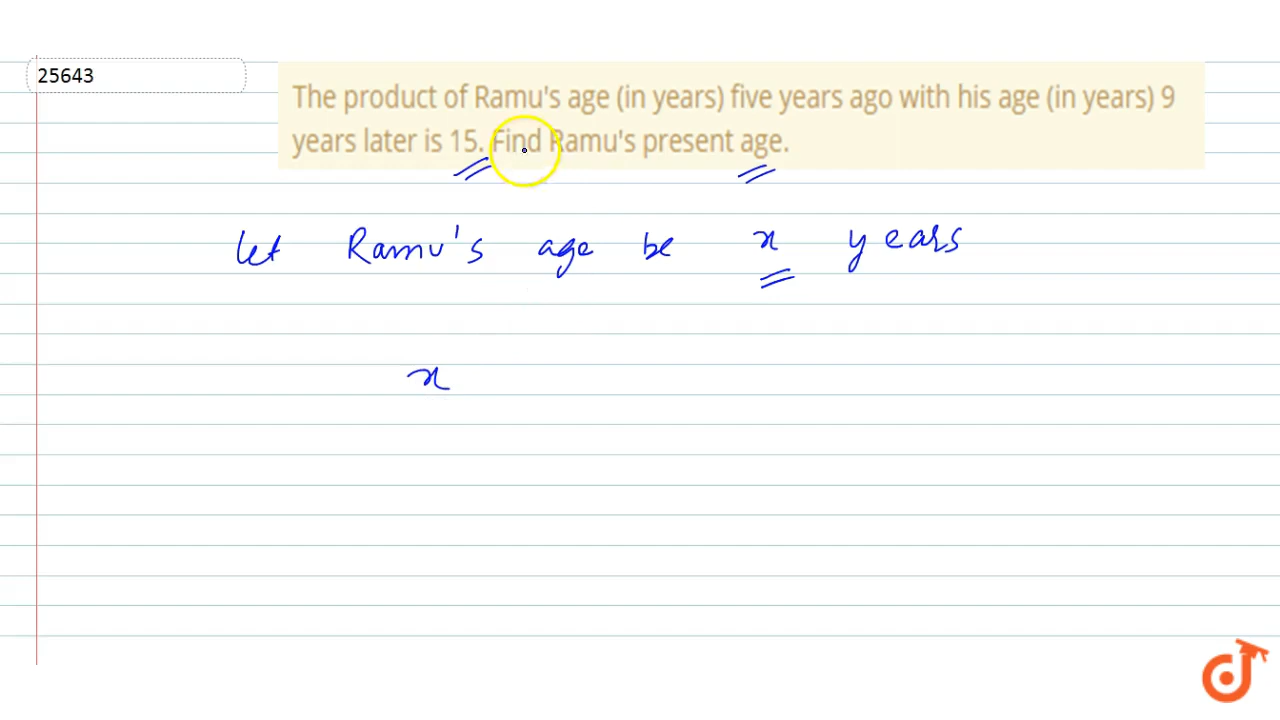 25643
The product of Ramu's age (in years) five years ago with his age (in years) 9
years later is 15. Find Ramu's present age.
let Ramu's age be x years
x